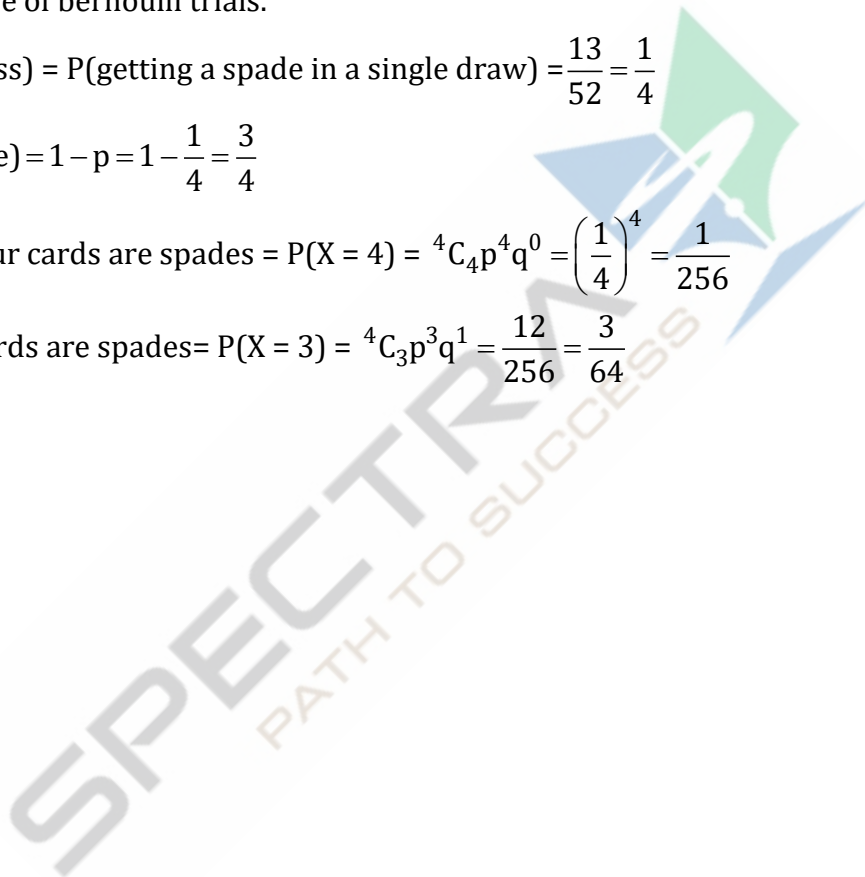 of bernoulli trials.
ss) = P(getting a spade in a single draw) = 13/52 = 1/4
e) = 1 − p = 1 − 1/4 = 3/4
ur cards are spades = P(X = 4) = ⁴C₄p⁴q⁰ = (1/4)⁴ = 1/256
rds are spades= P(X = 3) = ⁴C₃p³q¹ = 12/256 = 3/64
SPECTRA
PATH TO SUCCESS